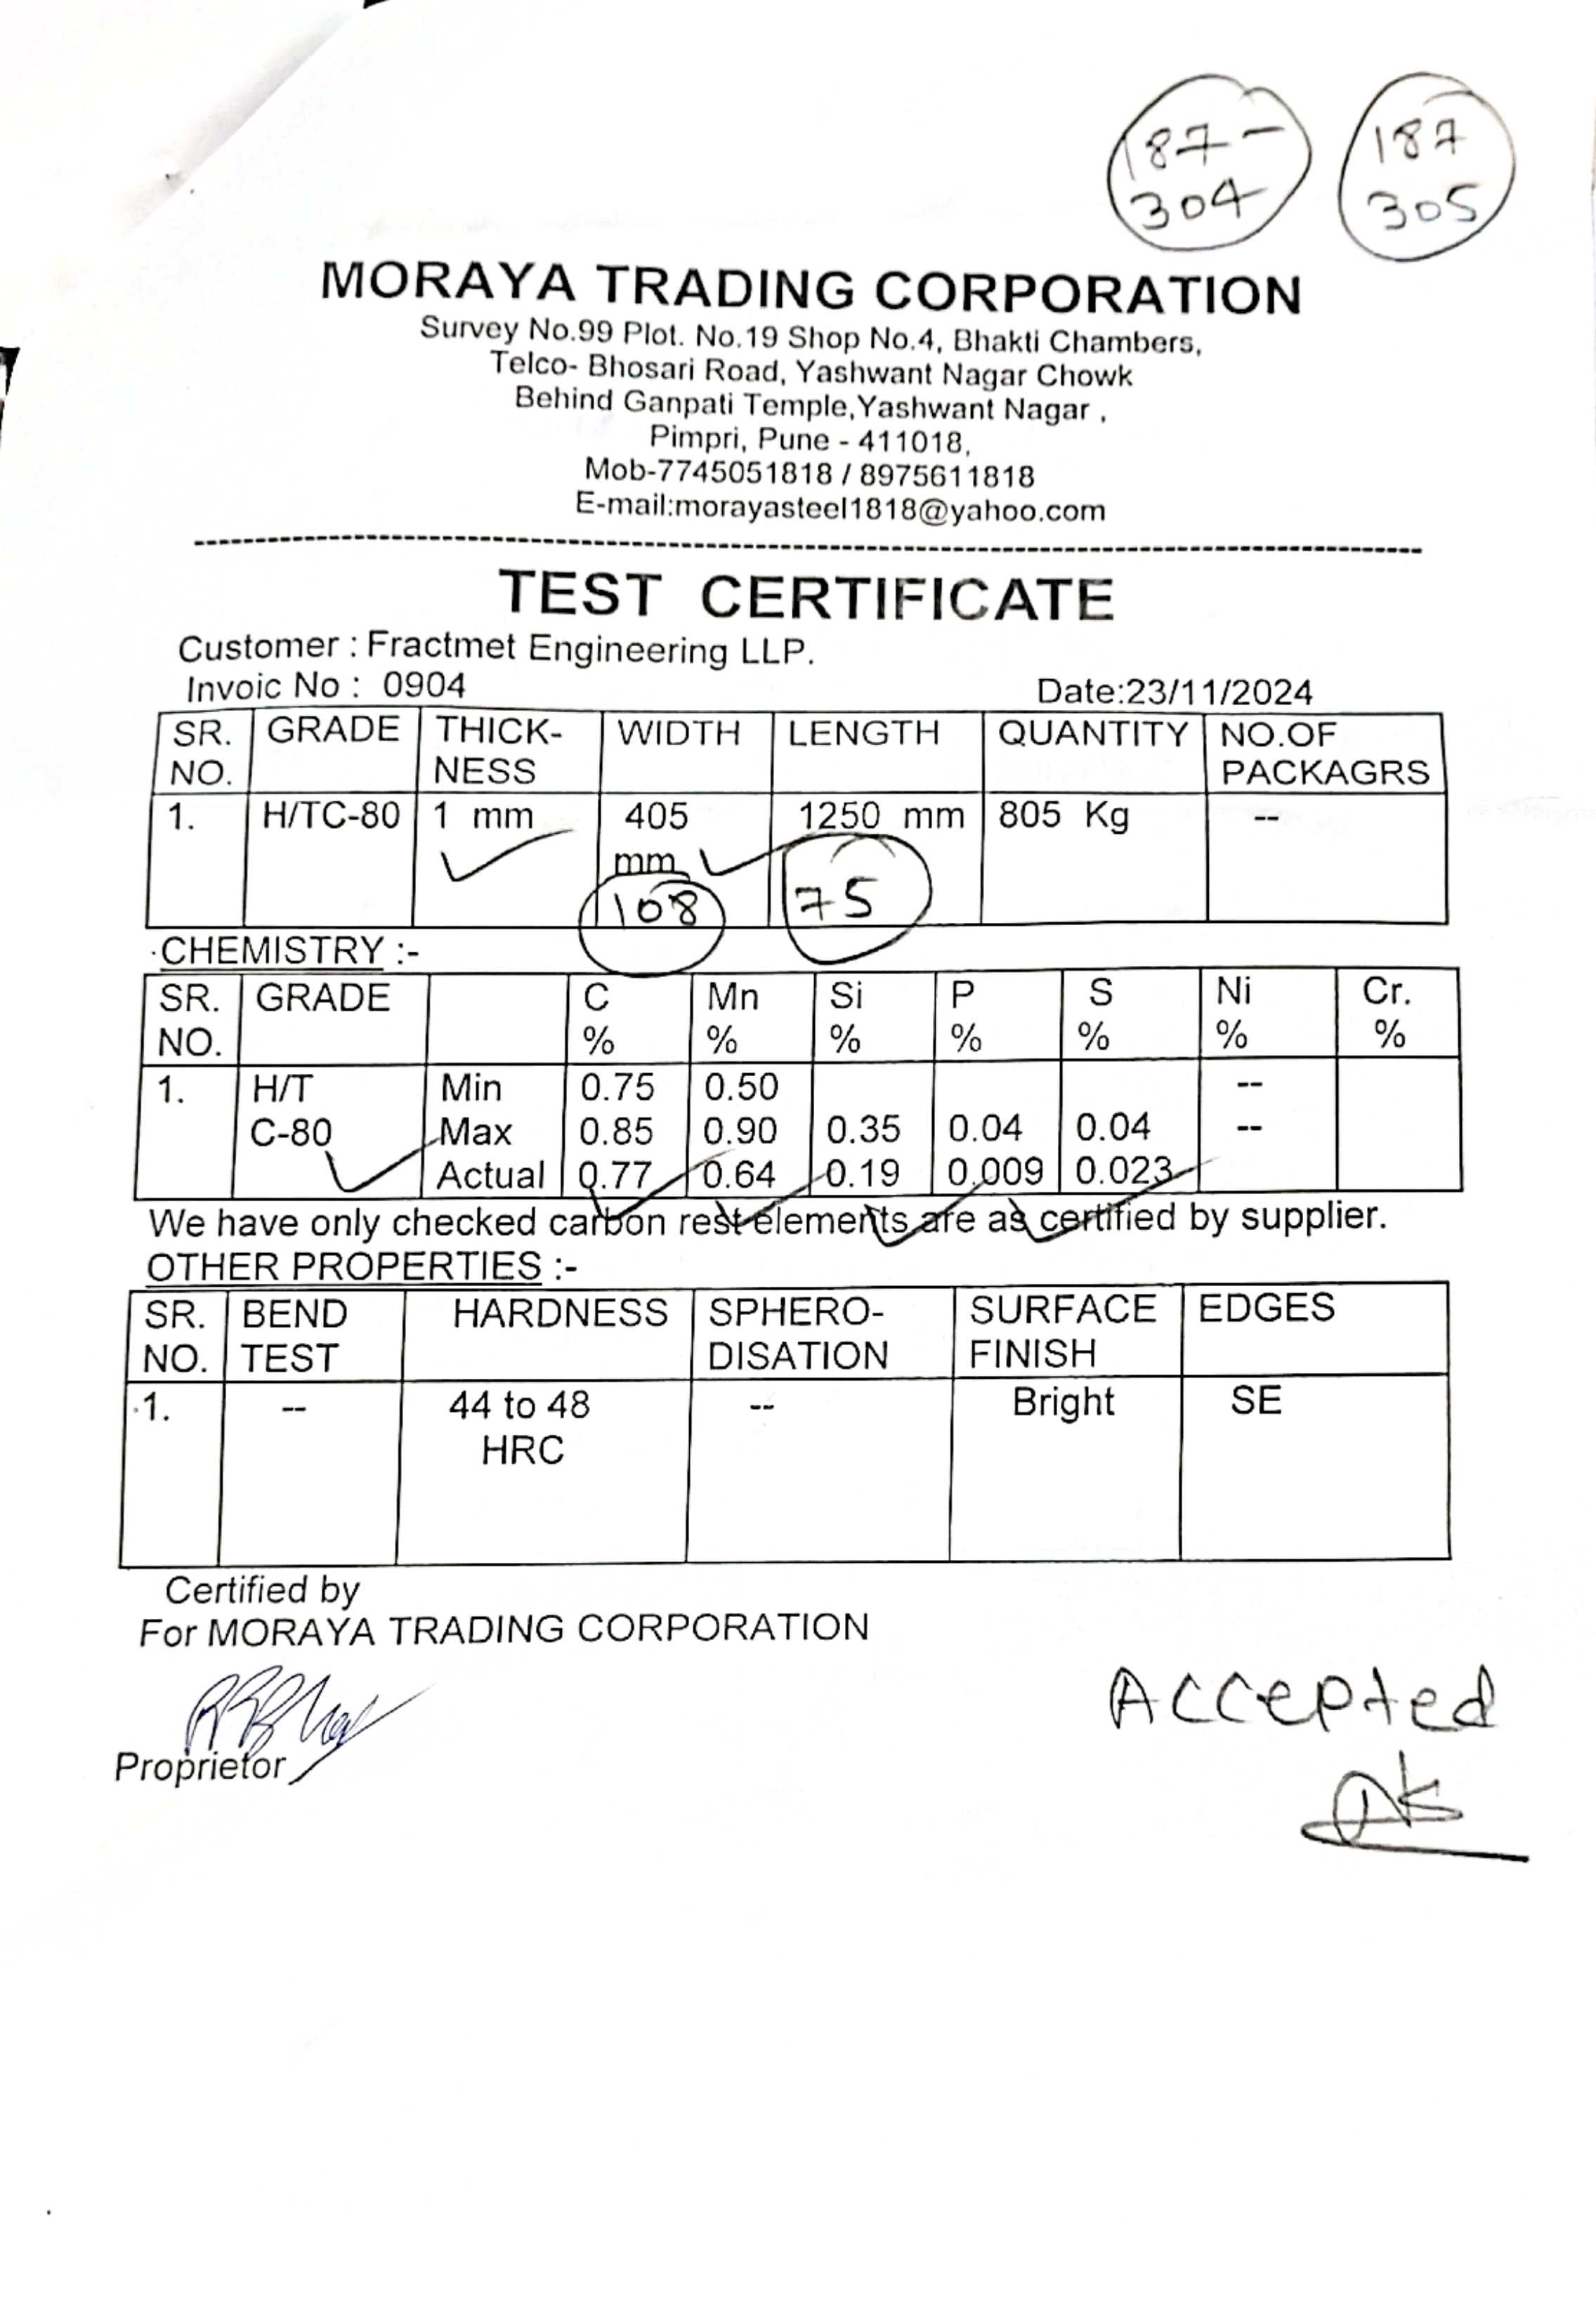 187- 187
304 305
MORAYA TRADING CORPORATION
Survey No.99 Plot. No.19 Shop No.4, Bhakti Chambers,
Telco- Bhosari Road, Yashwant Nagar Chowk
Behind Ganpati Temple,Yashwant Nagar ,
Pimpri, Pune - 411018,
Mob-7745051818 / 8975611818
E-mail:morayasteel1818@yahoo.com
TEST CERTIFICATE
Customer : Fractmet Engineering LLP.
Invoic No : 0904 Date:23/11/2024
SR. GRADE THICK- WIDTH LENGTH QUANTITY NO.OF
NO. NESS PACKAGRS
1. H/TC-80 1 mm 405 1250 mm 805 Kg --
mm
108 75
CHEMISTRY :-
SR. GRADE C Mn Si P S Ni Cr.
NO. % % % % % % %
1. H/T Min 0.75 0.50 --
C-80 Max 0.85 0.90 0.35 0.04 0.04 --
Actual 0.77 0.64 0.19 0.009 0.023
We have only checked carbon rest elements are as certified by supplier.
OTHER PROPERTIES :-
SR. BEND HARDNESS SPHERO- SURFACE EDGES
NO. TEST DISATION FINISH
1. -- 44 to 48 -- Bright SE
HRC
Certified by
For MORAYA TRADING CORPORATION
Accepted
Proprietor